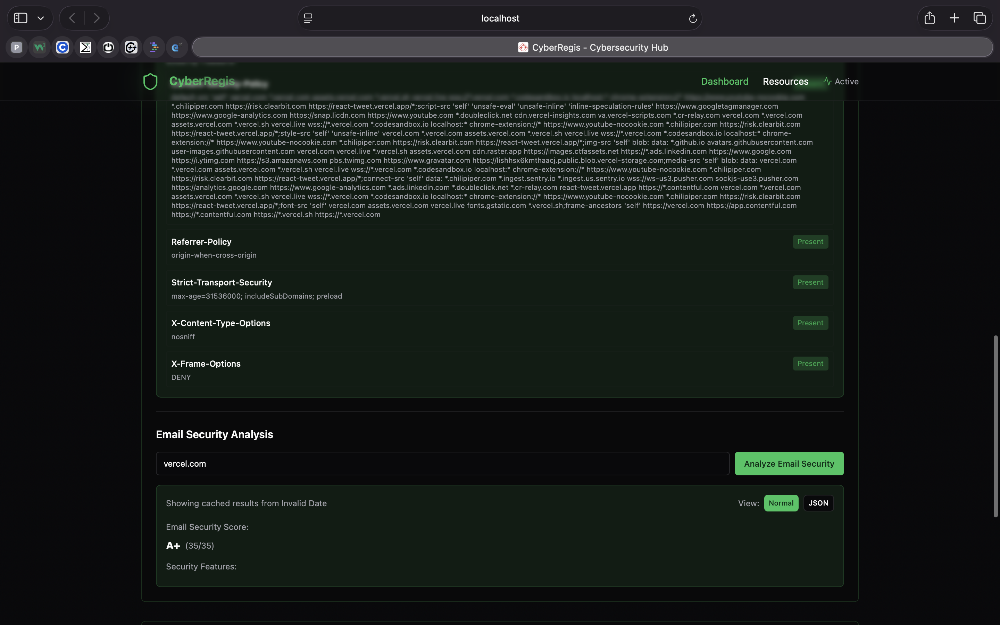 localhost
P
CyberRegis - Cybersecurity Hub
CyberRegis
Dashboard
Resources
Active
*.chilipiper.com https://risk.clearbit.com https://react-tweet.vercel.app/*;script-src 'self' 'unsafe-eval' 'unsafe-inline' 'inline-speculation-rules' https://www.googletagmanager.com
https://www.google-analytics.com https://snap.licdn.com https://www.youtube.com *.doubleclick.net cdn.vercel-insights.com va.vercel-scripts.com *.cr-relay.com vercel.com *.vercel.com
assets.vercel.com *.vercel.sh vercel.live wss://*.vercel.com *.codesandbox.io localhost:* chrome-extension://* https://www.youtube-nocookie.com *.chilipiper.com https://risk.clearbit.com
https://react-tweet.vercel.app/*;style-src 'self' 'unsafe-inline' vercel.com *.vercel.com assets.vercel.com *.vercel.sh vercel.live wss://*.vercel.com *.codesandbox.io localhost:* chrome-
extension://* https://www.youtube-nocookie.com *.chilipiper.com https://risk.clearbit.com https://react-tweet.vercel.app/*;img-src 'self' blob: data: *.github.io avatars.githubusercontent.com
user-images.githubusercontent.com vercel.com vercel.live *.vercel.sh assets.vercel.com cdn.raster.app https://images.ctfassets.net https://*.ads.linkedin.com https://www.google.com
https://i.ytimg.com https://s3.amazonaws.com pbs.twimg.com https://www.gravatar.com https://lishhsx6kmthaacj.public.blob.vercel-storage.com;media-src 'self' blob: data: vercel.com
*.vercel.com assets.vercel.com *.vercel.sh vercel.live wss://*.vercel.com *.codesandbox.io localhost:* chrome-extension://* https://www.youtube-nocookie.com *.chilipiper.com
https://risk.clearbit.com https://react-tweet.vercel.app/*;connect-src 'self' data: *.chilipiper.com *.ingest.sentry.io *.ingest.us.sentry.io wss://ws-us3.pusher.com sockjs-use3.pusher.com
https://analytics.google.com https://www.google-analytics.com *.ads.linkedin.com *.doubleclick.net *.cr-relay.com react-tweet.vercel.app https://*.contentful.com vercel.com *.vercel.com
assets.vercel.com *.vercel.sh vercel.live wss://*.vercel.com *.codesandbox.io localhost:* chrome-extension://* https://www.youtube-nocookie.com *.chilipiper.com https://risk.clearbit.com
https://react-tweet.vercel.app/*;font-src 'self' vercel.com assets.vercel.com vercel.live fonts.gstatic.com *.vercel.sh;frame-ancestors 'self' https://vercel.com https://app.contentful.com
https://*.contentful.com https://*.vercel.sh https://*.vercel.com
Referrer-Policy
Present
origin-when-cross-origin
Strict-Transport-Security
Present
max-age=31536000; includeSubDomains; preload
X-Content-Type-Options
Present
nosniff
X-Frame-Options
Present
DENY
Email Security Analysis
vercel.com
Analyze Email Security
Showing cached results from Invalid Date
View:
Normal
JSON
Email Security Score:
A+ (35/35)
Security Features: